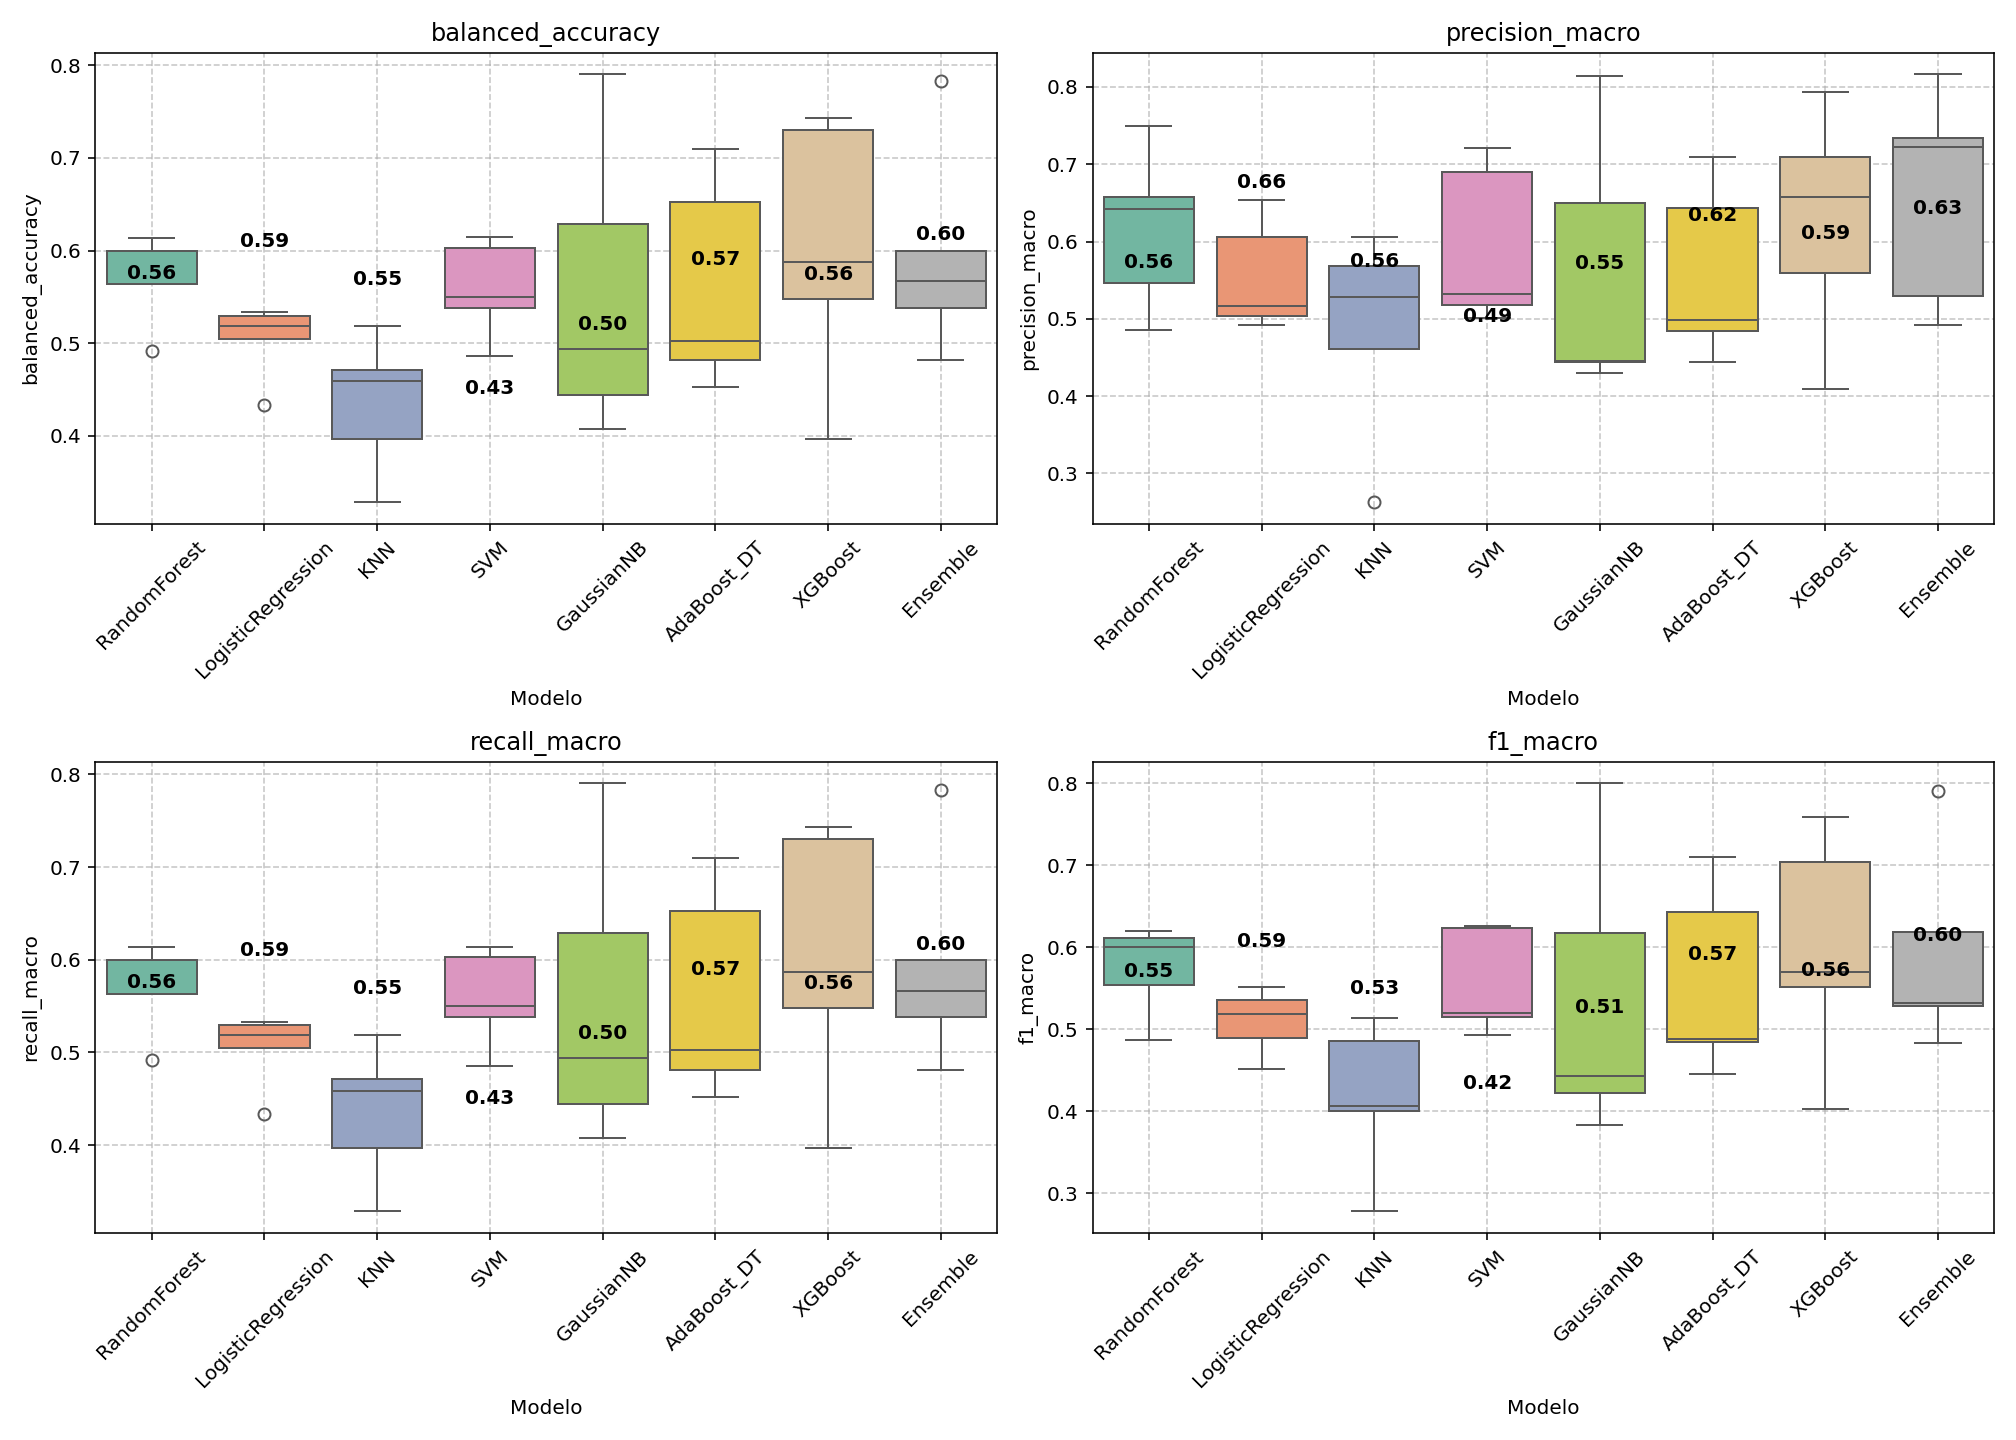 balanced_accuracy
balanced_accuracy
0.8
0.7
0.6
0.5
0.4
0.56
0.59
0.55
0.43
0.50
0.57
0.56
0.60
RandomForest
LogisticRegression
KNN
SVM
GaussianNB
AdaBoost_DT
XGBoost
Ensemble
Modelo
precision_macro
precision_macro
0.8
0.7
0.6
0.5
0.4
0.3
0.56
0.66
0.56
0.49
0.55
0.62
0.59
0.63
RandomForest
LogisticRegression
KNN
SVM
GaussianNB
AdaBoost_DT
XGBoost
Ensemble
Modelo
recall_macro
recall_macro
0.8
0.7
0.6
0.5
0.4
0.56
0.59
0.55
0.43
0.50
0.57
0.56
0.60
RandomForest
LogisticRegression
KNN
SVM
GaussianNB
AdaBoost_DT
XGBoost
Ensemble
Modelo
f1_macro
f1_macro
0.8
0.7
0.6
0.5
0.4
0.3
0.55
0.59
0.53
0.42
0.51
0.57
0.56
0.60
RandomForest
LogisticRegression
KNN
SVM
GaussianNB
AdaBoost_DT
XGBoost
Ensemble
Modelo